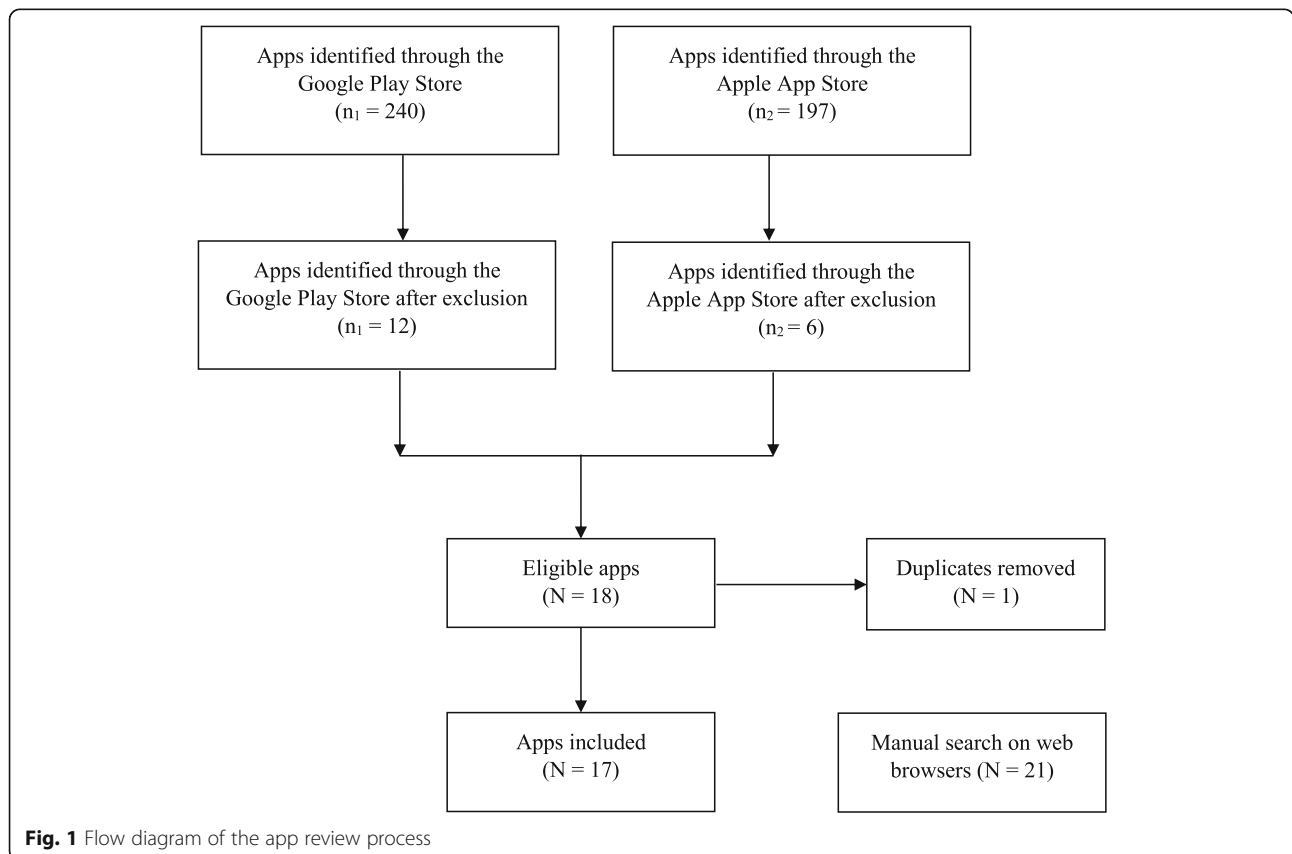 Apps identified through the
Google Play Store
(n₁ = 240)
Apps identified through the
Apple App Store
(n₂ = 197)
Apps identified through the
Google Play Store after exclusion
(n₁ = 12)
Apps identified through the
Apple App Store after exclusion
(n₂ = 6)
Eligible apps
(N = 18)
Duplicates removed
(N = 1)
Apps included
(N = 17)
Manual search on web
browsers (N = 21)
Fig. 1 Flow diagram of the app review process